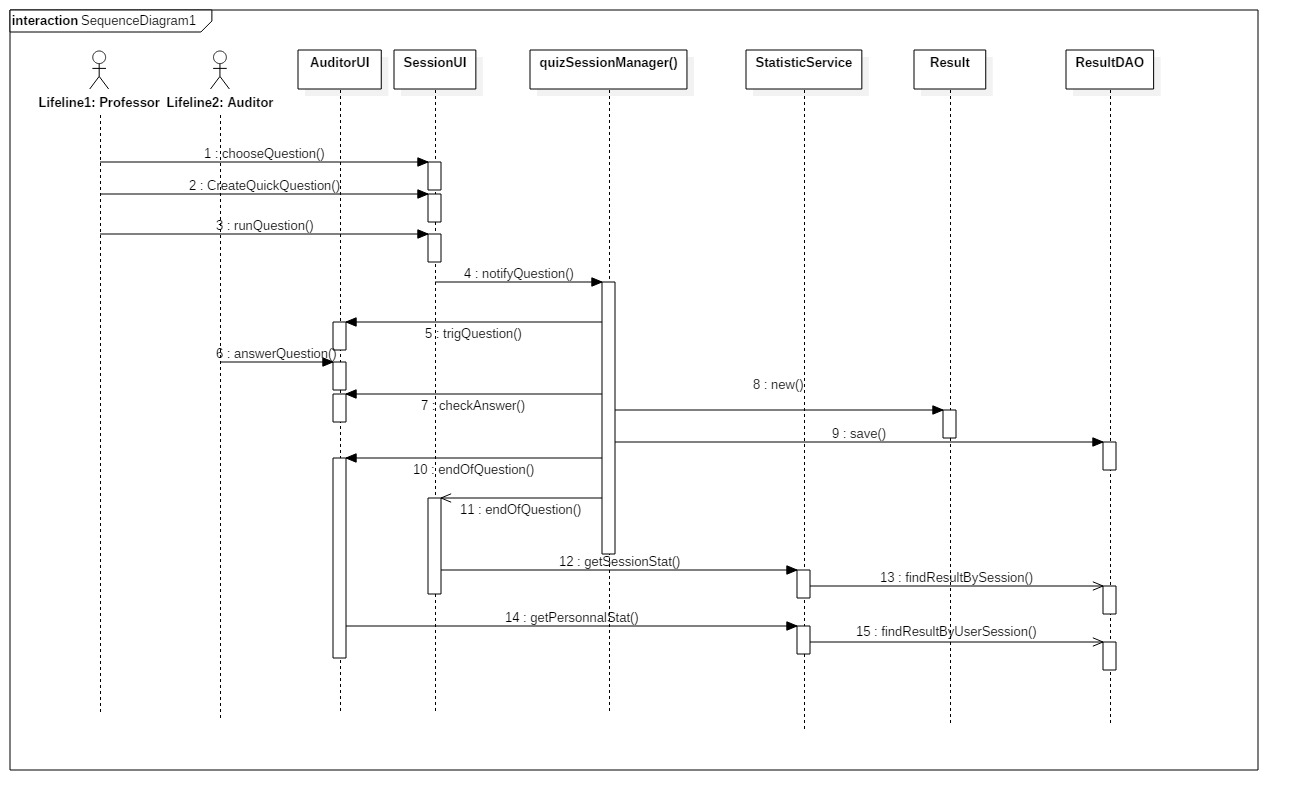 interaction SequenceDiagram1
AuditorUI
SessionUI
quizSessionManager()
StatisticService
Result
ResultDAO
Lifeline1: Professor
Lifeline2: Auditor
1 : chooseQuestion()
2 : CreateQuickQuestion()
3 : runQuestion()
4 : notifyQuestion()
5 : trigQuestion()
6 : answerQuestion()
7 : checkAnswer()
8 : new()
9 : save()
10 : endOfQuestion()
11 : endOfQuestion()
12 : getSessionStat()
13 : findResultBySession()
14 : getPersonnalStat()
15 : findResultByUserSession()